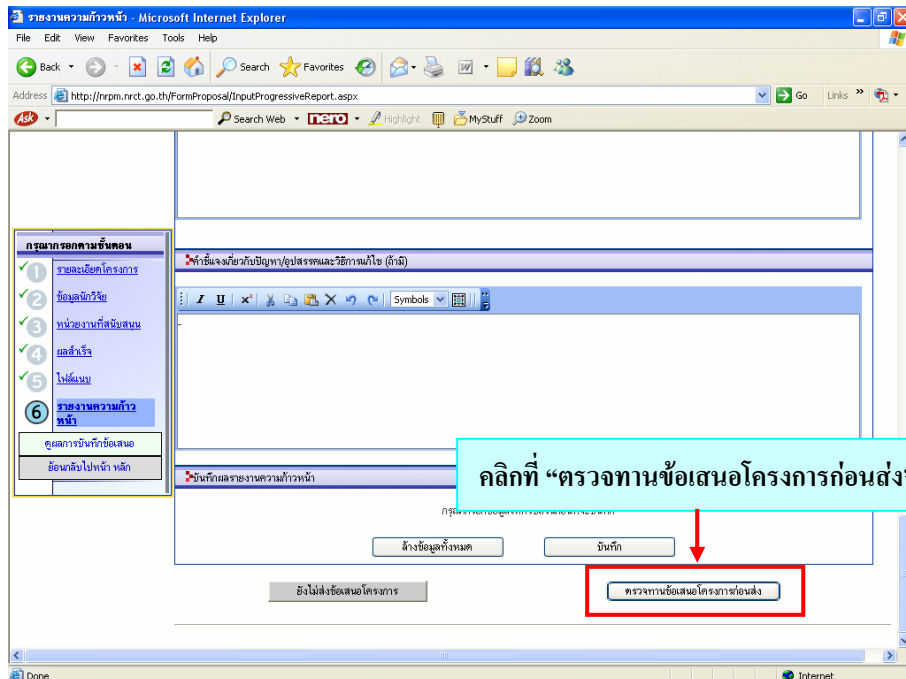 รายงานความก้าวหน้า - Microsoft Internet Explorer
File Edit View Favorites Tools Help
Back Search Favorites
Address http://nrpm.nrct.go.th/FormProposal/InputProgressiveReport.aspx Go Links »
Ask Search Web nero Highlight MyStuff Zoom
กรุณากรอกตามขั้นตอน
1 รายละเอียดโครงการ
2 ข้อมูลนักวิจัย
3 หน่วยงานที่สนับสนุน
4 ผลสำเร็จ
5 ไฟล์แนบ
6 รายงานความก้าว
หน้า
ดูผลการบันทึกข้อเสนอ
ย้อนกลับไปหน้า หลัก
คำชี้แจงเกี่ยวกับปัญหา/อุปสรรคและวิธีการแก้ไข (ถ้ามี)
I U x² Symbols
-
คลิกที่ “ตรวจทานข้อเสนอโครงการก่อนส่ง”
บันทึกผลรายงานความก้าวหน้า
ล้างข้อมูลทั้งหมด บันทึก
ยังไม่ส่งข้อเสนอโครงการ ตรวจทานข้อเสนอโครงการก่อนส่ง
Done Internet